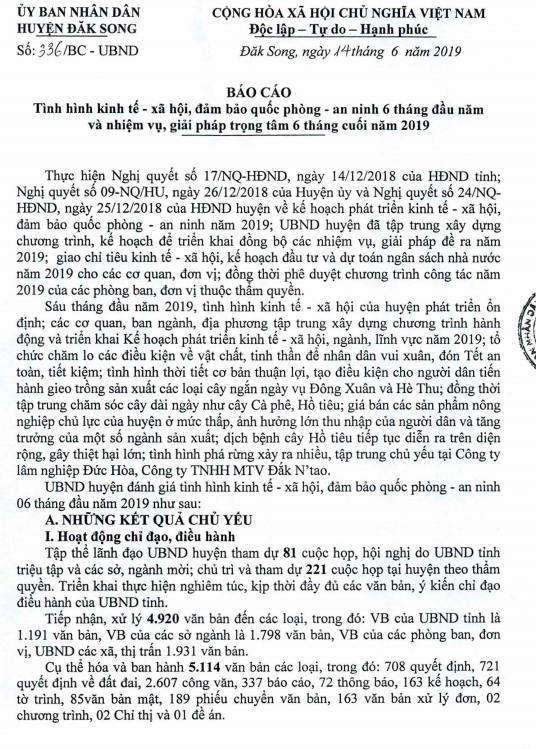 ỦY BAN NHÂN DÂN
HUYỆN ĐĂK SONG
Số: 336/BC - UBND
CỘNG HÒA XÃ HỘI CHỦ NGHĨA VIỆT NAM
Độc lập – Tự do – Hạnh phúc
Đăk Song, ngày 14 tháng 6 năm 2019
BÁO CÁO
Tình hình kinh tế - xã hội, đảm bảo quốc phòng - an ninh 6 tháng đầu năm
và nhiệm vụ, giải pháp trọng tâm 6 tháng cuối năm 2019
Thực hiện Nghị quyết số 17/NQ-HĐND, ngày 14/12/2018 của HĐND tỉnh;
Nghị quyết số 09-NQ/HU, ngày 26/12/2018 của Huyện ủy và Nghị quyết số 24/NQ-
HĐND, ngày 25/12/2018 của HĐND huyện về kế hoạch phát triển kinh tế - xã hội,
đảm bảo quốc phòng - an ninh năm 2019; UBND huyện đã tập trung xây dựng
chương trình, kế hoạch để triển khai đồng bộ các nhiệm vụ, giải pháp đề ra năm
2019; giao chỉ tiêu kinh tế - xã hội, kế hoạch đầu tư và dự toán ngân sách nhà nước
năm 2019 cho các cơ quan, đơn vị; đồng thời phê duyệt chương trình công tác năm
2019 của các phòng ban, đơn vị thuộc thẩm quyền.
Sáu tháng đầu năm 2019, tình hình kinh tế - xã hội của huyện phát triển ổn
định; các cơ quan, ban ngành, địa phương tập trung xây dựng chương trình hành
động và triển khai Kế hoạch phát triển kinh tế - xã hội, ngành, lĩnh vực năm 2019; tổ
chức chăm lo các điều kiện về vật chất, tinh thần để nhân dân vui xuân, đón Tết an
toàn, tiết kiệm; tình hình thời tiết cơ bản thuận lợi, tạo điều kiện cho người dân tiến
hành gieo trồng sản xuất các loại cây ngắn ngày vụ Đông Xuân và Hè Thu; đồng thời
tập trung chăm sóc cây dài ngày như cây Cà phê, Hồ tiêu; giá bán các sản phẩm nông
nghiệp chủ lực của huyện ở mức thấp, ảnh hưởng lớn thu nhập của người dân và tăng
trưởng của một số ngành sản xuất; dịch bệnh cây Hồ tiêu tiếp tục diễn ra trên diện
rộng, gây thiệt hại lớn; tình hình phá rừng xảy ra nhiều, tập trung chủ yếu tại Công ty
lâm nghiệp Đức Hòa, Công ty TNHH MTV Đắk N'tao.
UBND huyện đánh giá tình hình kinh tế - xã hội, đảm bảo quốc phòng - an ninh
06 tháng đầu năm 2019 như sau:
A. NHỮNG KẾT QUẢ CHỦ YẾU
I. Hoạt động chỉ đạo, điều hành
Tập thể lãnh đạo UBND huyện tham dự 81 cuộc họp, hội nghị do UBND tỉnh
triệu tập và các sở, ngành mời; chủ trì và tham dự 221 cuộc họp tại huyện theo thẩm
quyền. Triển khai thực hiện nghiêm túc, kịp thời đầy đủ các văn bản, ý kiến chỉ đạo
điều hành của UBND tỉnh.
Tiếp nhận, xử lý 4.920 văn bản đến các loại, trong đó: VB của UBND tỉnh là
1.191 văn bản, VB của các sở ngành là 1.798 văn bản, VB của các phòng ban, đơn
vị, UBND các xã, thị trấn 1.931 văn bản.
Cụ thể hóa và ban hành 5.114 văn bản các loại, trong đó: 708 quyết định, 721
quyết định về đất đai, 2.607 công văn, 337 báo cáo, 72 thông báo, 163 kế hoạch, 64
tờ trình, 85văn bản mật, 189 phiếu chuyển văn bản, 163 văn bản xử lý đơn, 02
chương trình, 02 Chỉ thị và 01 đề án.